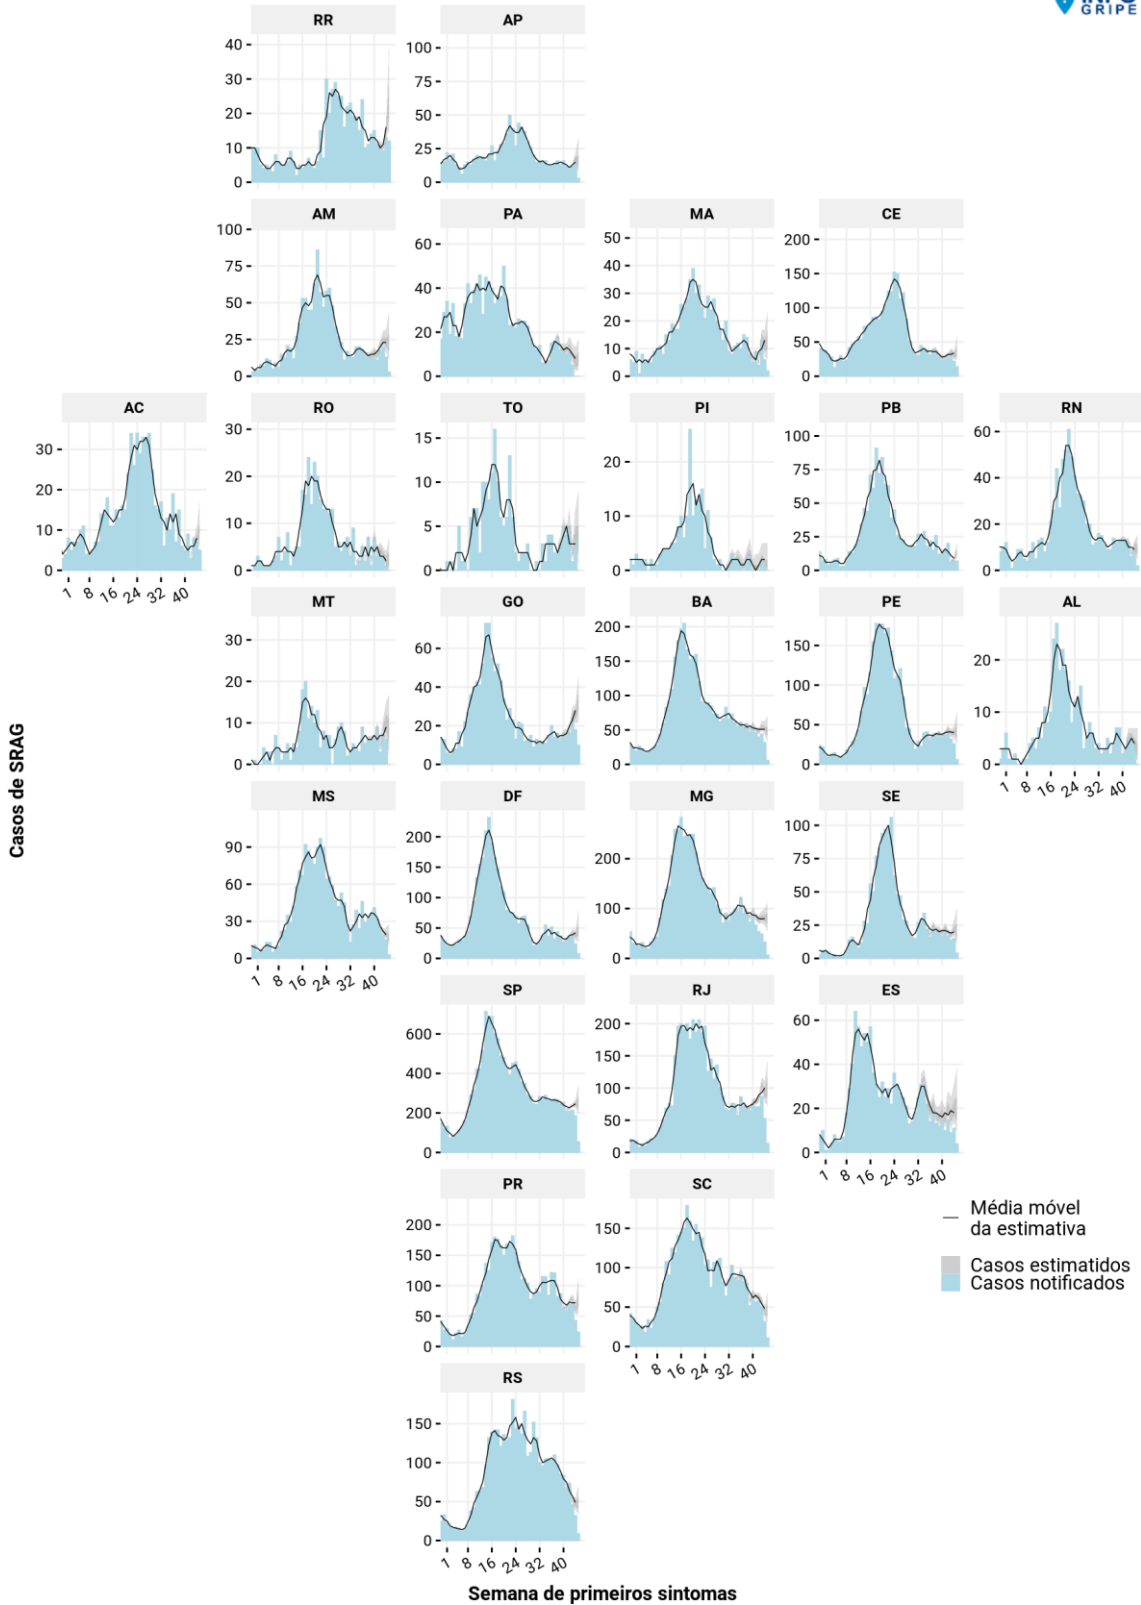 INFO
GRIPE
RR
AP
40
30
20
10
0
100
75
50
25
0
AM
PA
MA
CE
100
75
50
25
0
60
40
20
0
50
40
30
20
10
0
200
150
100
50
0
AC
RO
TO
PI
PB
RN
30
20
10
0
1 8 16 24 32 40
30
20
10
0
15
10
5
0
20
10
0
100
75
50
25
0
60
40
20
0
MT
GO
BA
PE
AL
30
20
10
0
60
40
20
0
200
150
100
50
0
150
100
50
0
20
10
0
1 8 16 24 32 40
Casos de SRAG
MS
DF
MG
SE
90
60
30
0
1 8 16 24 32 40
200
150
100
50
0
200
100
0
100
75
50
25
0
SP
RJ
ES
600
400
200
0
200
150
100
50
0
60
40
20
0
1 8 16 24 32 40
PR
SC
200
150
100
50
0
150
100
50
0
1 8 16 24 32 40
Média móvel
da estimativa
Casos estimatidos
Casos notificados
RS
150
100
50
0
1 8 16 24 32 40
Semana de primeiros sintomas